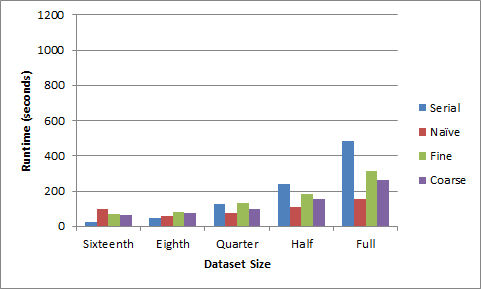 1200
1000
800
600
400
200
0
Runtime (seconds)
Sixteenth Eighth Quarter Half Full
Dataset Size
Serial
Naïve
Fine
Coarse